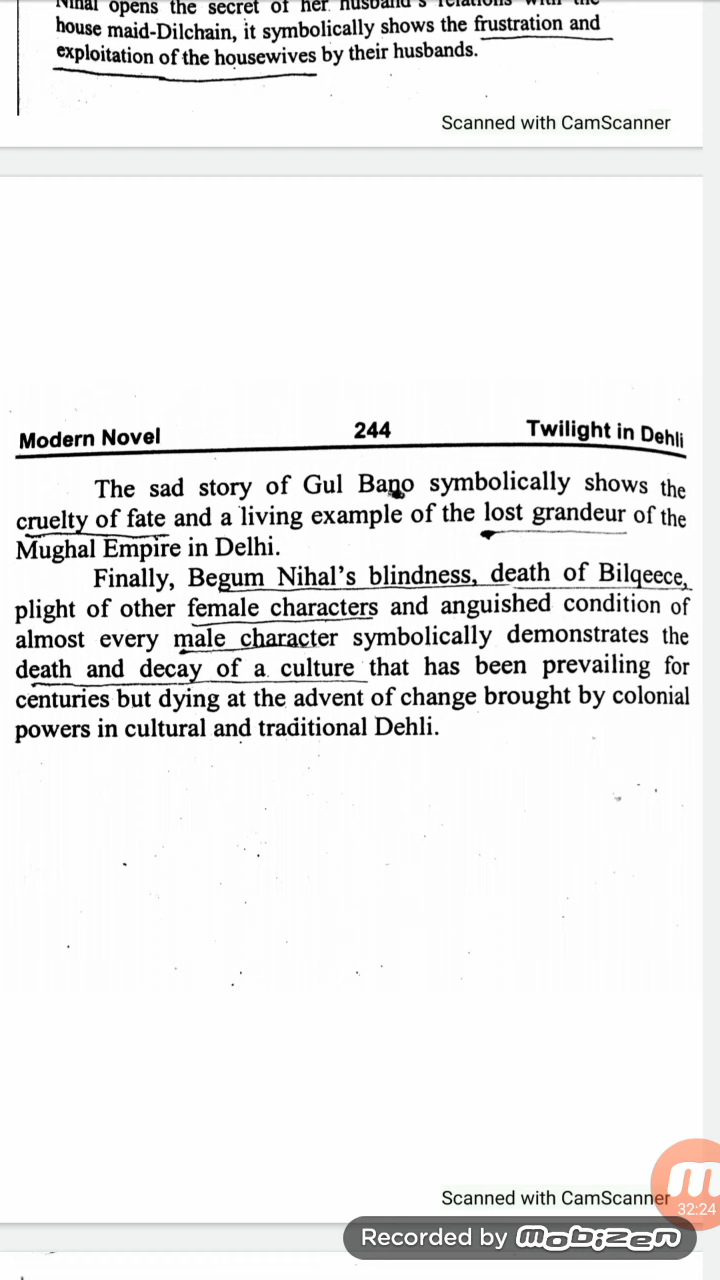 Nihal opens the secret of her husband's relations with the
house maid-Dilchain, it symbolically shows the frustration and
exploitation of the housewives by their husbands.
Scanned with CamScanner
Modern Novel 244 Twilight in Dehli
The sad story of Gul Bano symbolically shows the
cruelty of fate and a living example of the lost grandeur of the
Mughal Empire in Delhi.
Finally, Begum Nihal's blindness, death of Bilqeece,
plight of other female characters and anguished condition of
almost every male character symbolically demonstrates the
death and decay of a culture that has been prevailing for
centuries but dying at the advent of change brought by colonial
powers in cultural and traditional Dehli.
Scanned with CamScanner
32:24
Recorded by mobizen